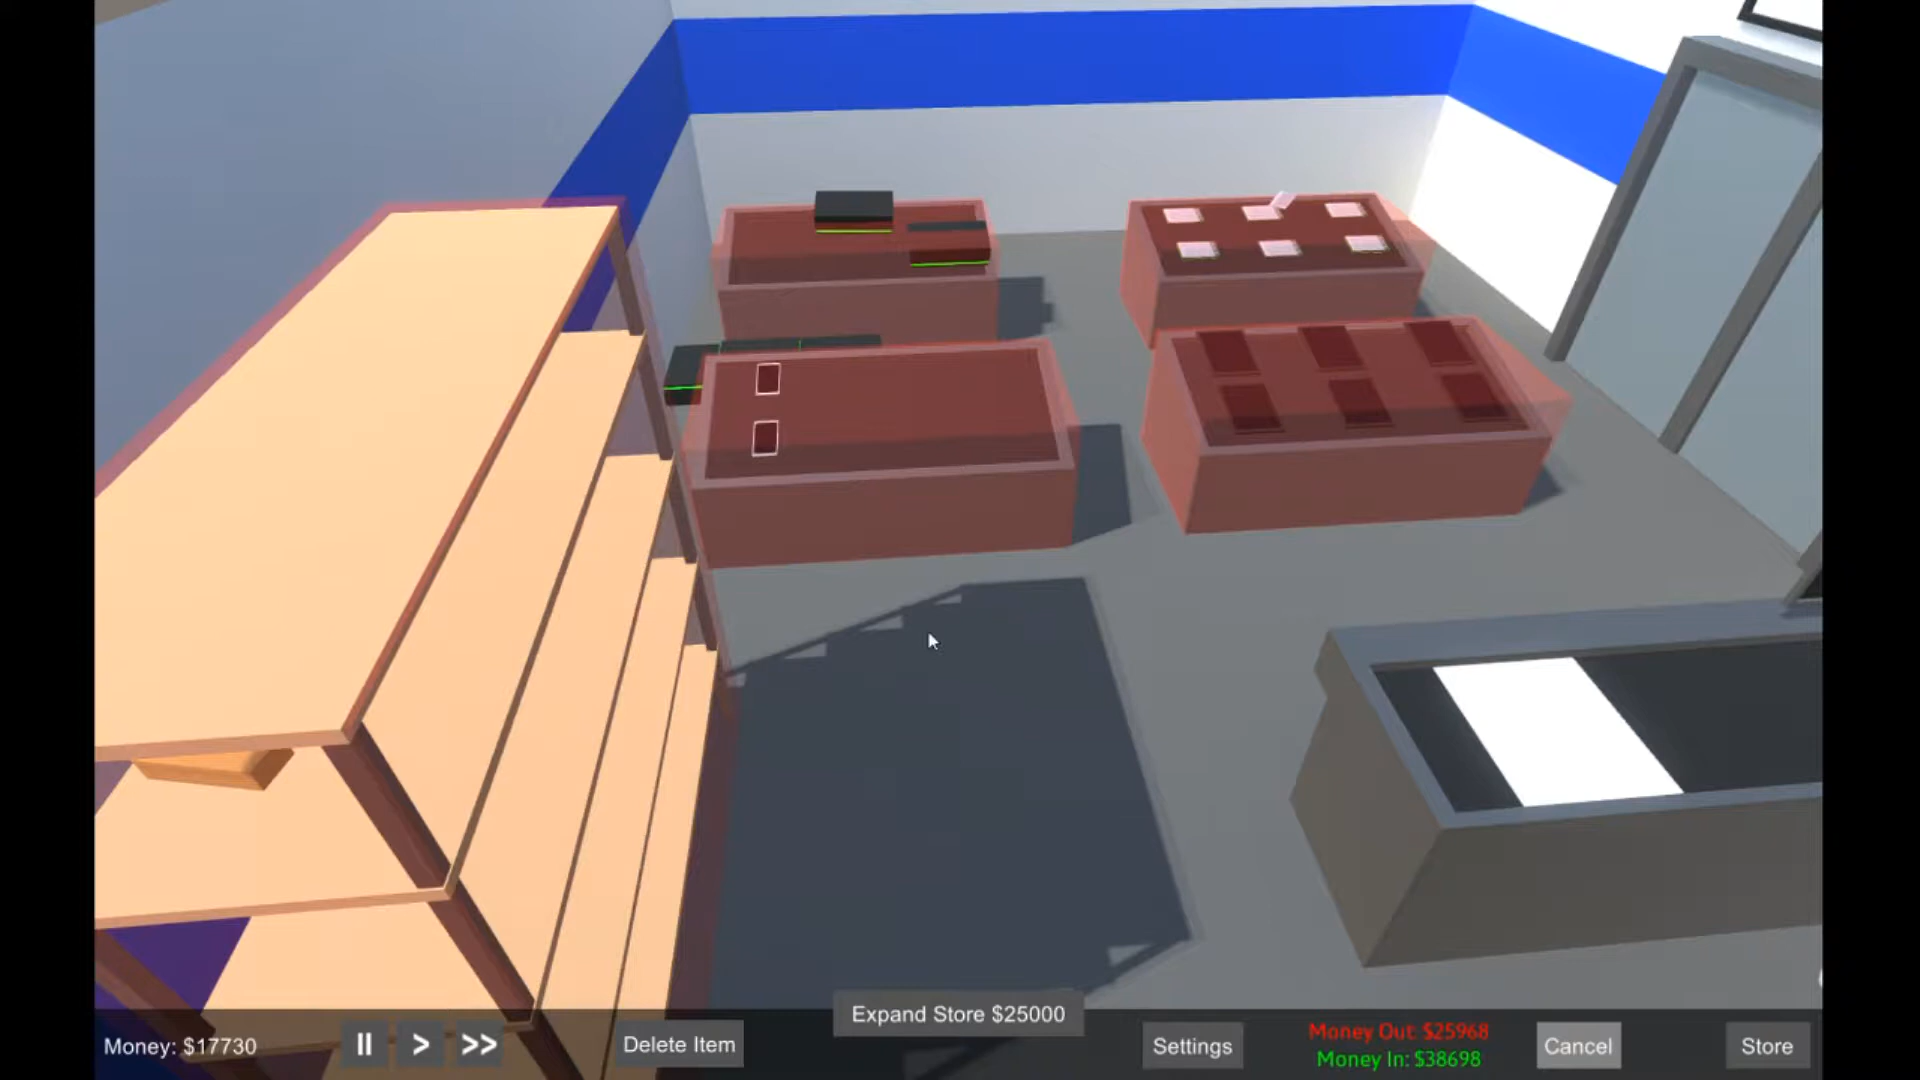 Expand Store $25000
Money: $17730
Delete Item
Settings
Money Out: $25968
Money In: $38698
Cancel
Store